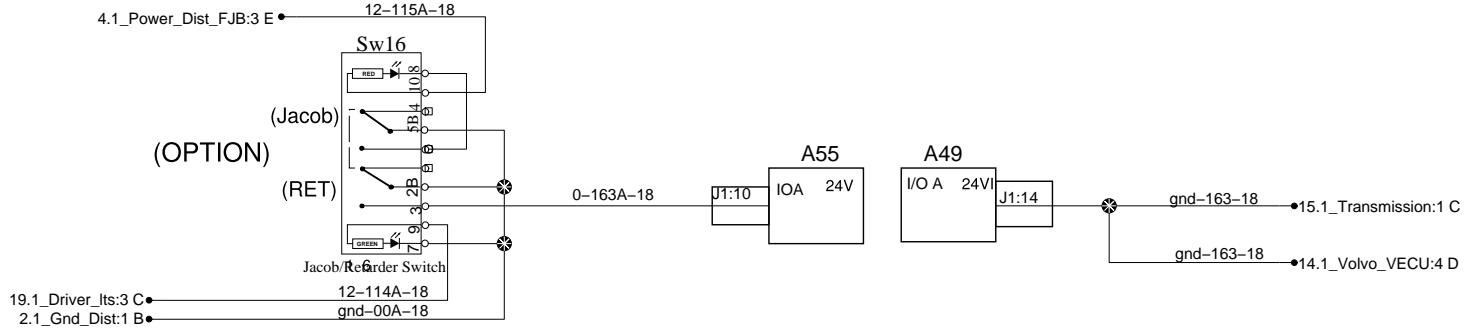 4.1_Power_Dist_FJB:3 E
12-115A-18
Sw16
RED
8
10
4
5B
(Jacob)
(OPTION)
(RET)
2B
3
9
GREEN
7
1 6
Jacob/Retarder Switch
12-114A-18
gnd-00A-18
19.1_Driver_lts:3 C
2.1_Gnd_Dist:1 B
0-163A-18
A55
J1:10
IOA
24V
A49
I/O A
24VI
J1:14
gnd-163-18
15.1_Transmission:1 C
gnd-163-18
14.1_Volvo_VECU:4 D